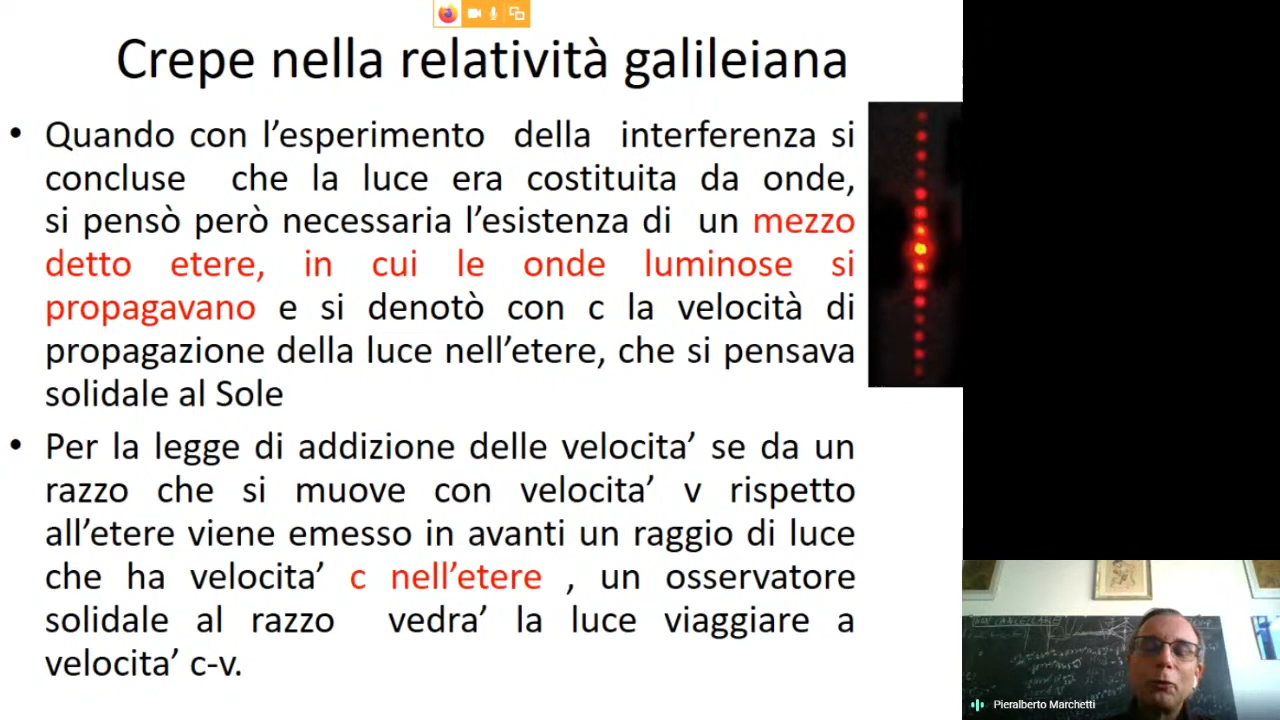 Crepe nella relatività galileiana
• Quando con l’esperimento della interferenza si
concluse che la luce era costituita da onde,
si pensò però necessaria l’esistenza di un mezzo
detto etere, in cui le onde luminose si
propagavano e si denotò con c la velocità di
propagazione della luce nell’etere, che si pensava
solidale al Sole
• Per la legge di addizione delle velocita’ se da un
razzo che si muove con velocita’ v rispetto
all’etere viene emesso in avanti un raggio di luce
che ha velocita’ c nell’etere , un osservatore
solidale al razzo vedra’ la luce viaggiare a
velocita’ c-v.
Pieralberto Marchetti